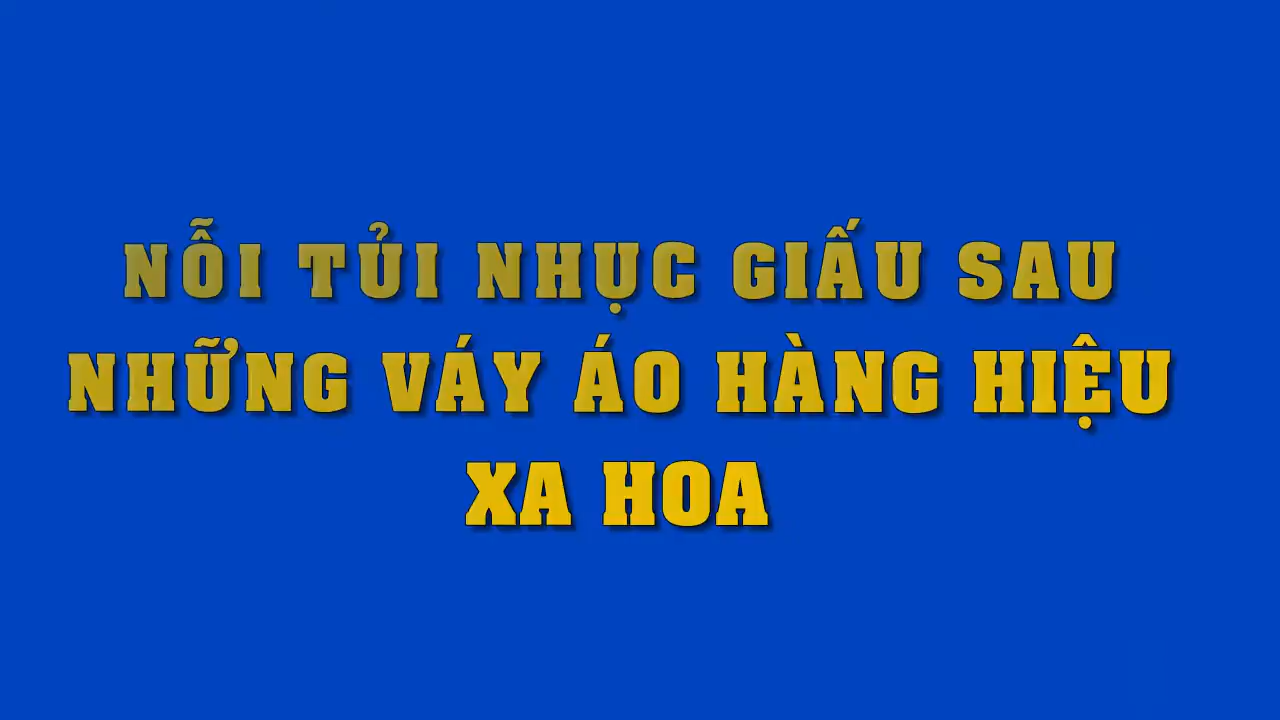 NỖI TỦI NHỤC GIẤU SAU
NHỮNG VÁY ÁO HÀNG HIỆU
XA HOA